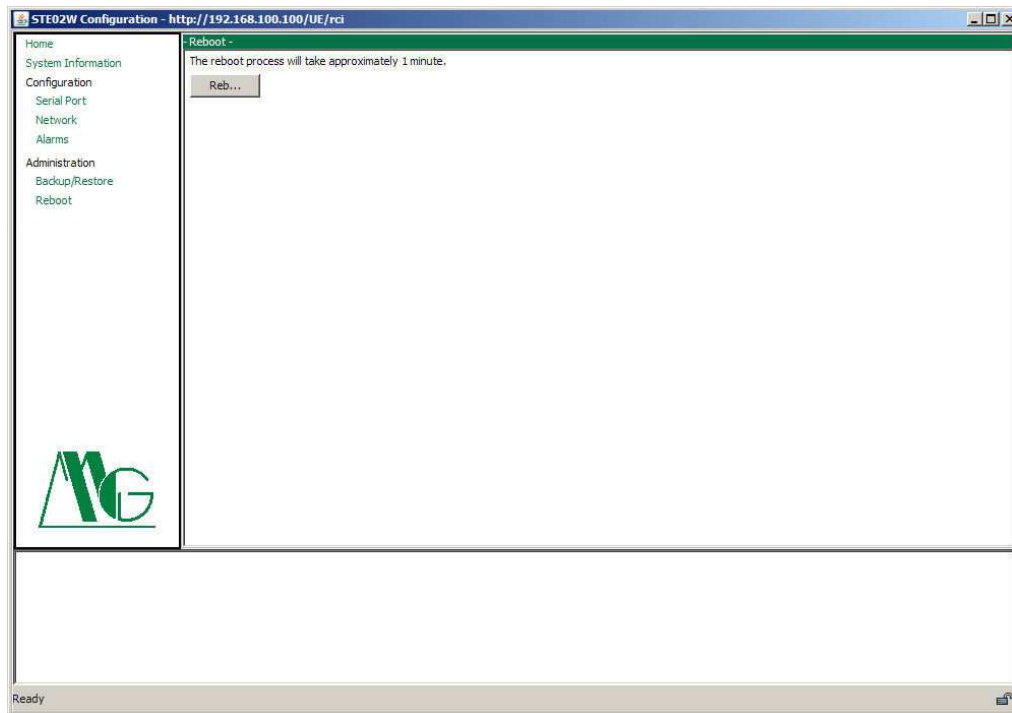 STE02W Configuration - http://192.168.100.100/UE/rci
Home
System Information
Configuration
Serial Port
Network
Alarms
Administration
Backup/Restore
Reboot
- Reboot -
The reboot process will take approximately 1 minute.
Reb...
MG
Ready